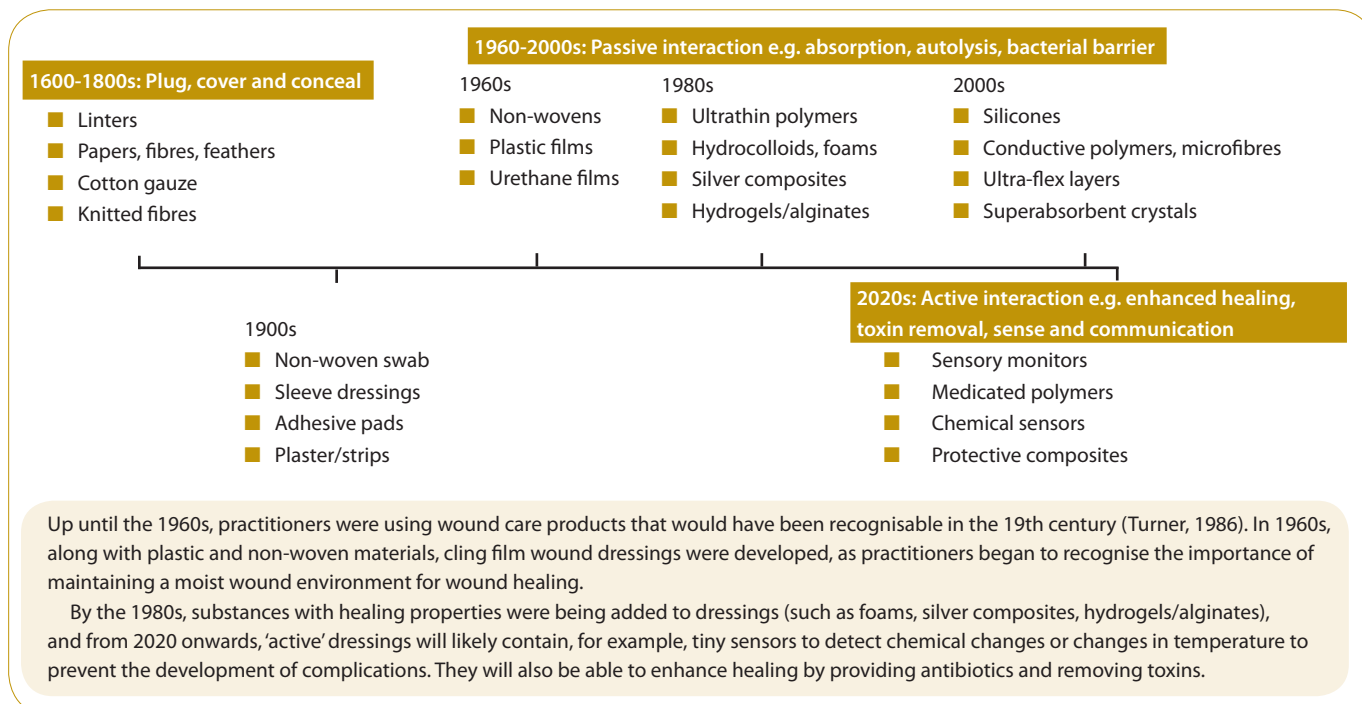 1600-1800s: Plug, cover and conceal
Linters
Papers, fibres, feathers
Cotton gauze
Knitted fibres
1960-2000s: Passive interaction e.g. absorption, autolysis, bacterial barrier
1960s
Non-wovens
Plastic films
Urethane films
1980s
Ultrathin polymers
Hydrocolloids, foams
Silver composites
Hydrogels/alginates
2000s
Silicones
Conductive polymers, microfibres
Ultra-flex layers
Superabsorbent crystals
1900s
Non-woven swab
Sleeve dressings
Adhesive pads
Plaster/strips
2020s: Active interaction e.g. enhanced healing,
toxin removal, sense and communication
Sensory monitors
Medicated polymers
Chemical sensors
Protective composites
Up until the 1960s, practitioners were using wound care products that would have been recognisable in the 19th century (Turner, 1986). In 1960s,
along with plastic and non-woven materials, cling film wound dressings were developed, as practitioners began to recognise the importance of
maintaining a moist wound environment for wound healing.
By the 1980s, substances with healing properties were being added to dressings (such as foams, silver composites, hydrogels/alginates),
and from 2020 onwards, ‘active’ dressings will likely contain, for example, tiny sensors to detect chemical changes or changes in temperature to
prevent the development of complications. They will also be able to enhance healing by providing antibiotics and removing toxins.